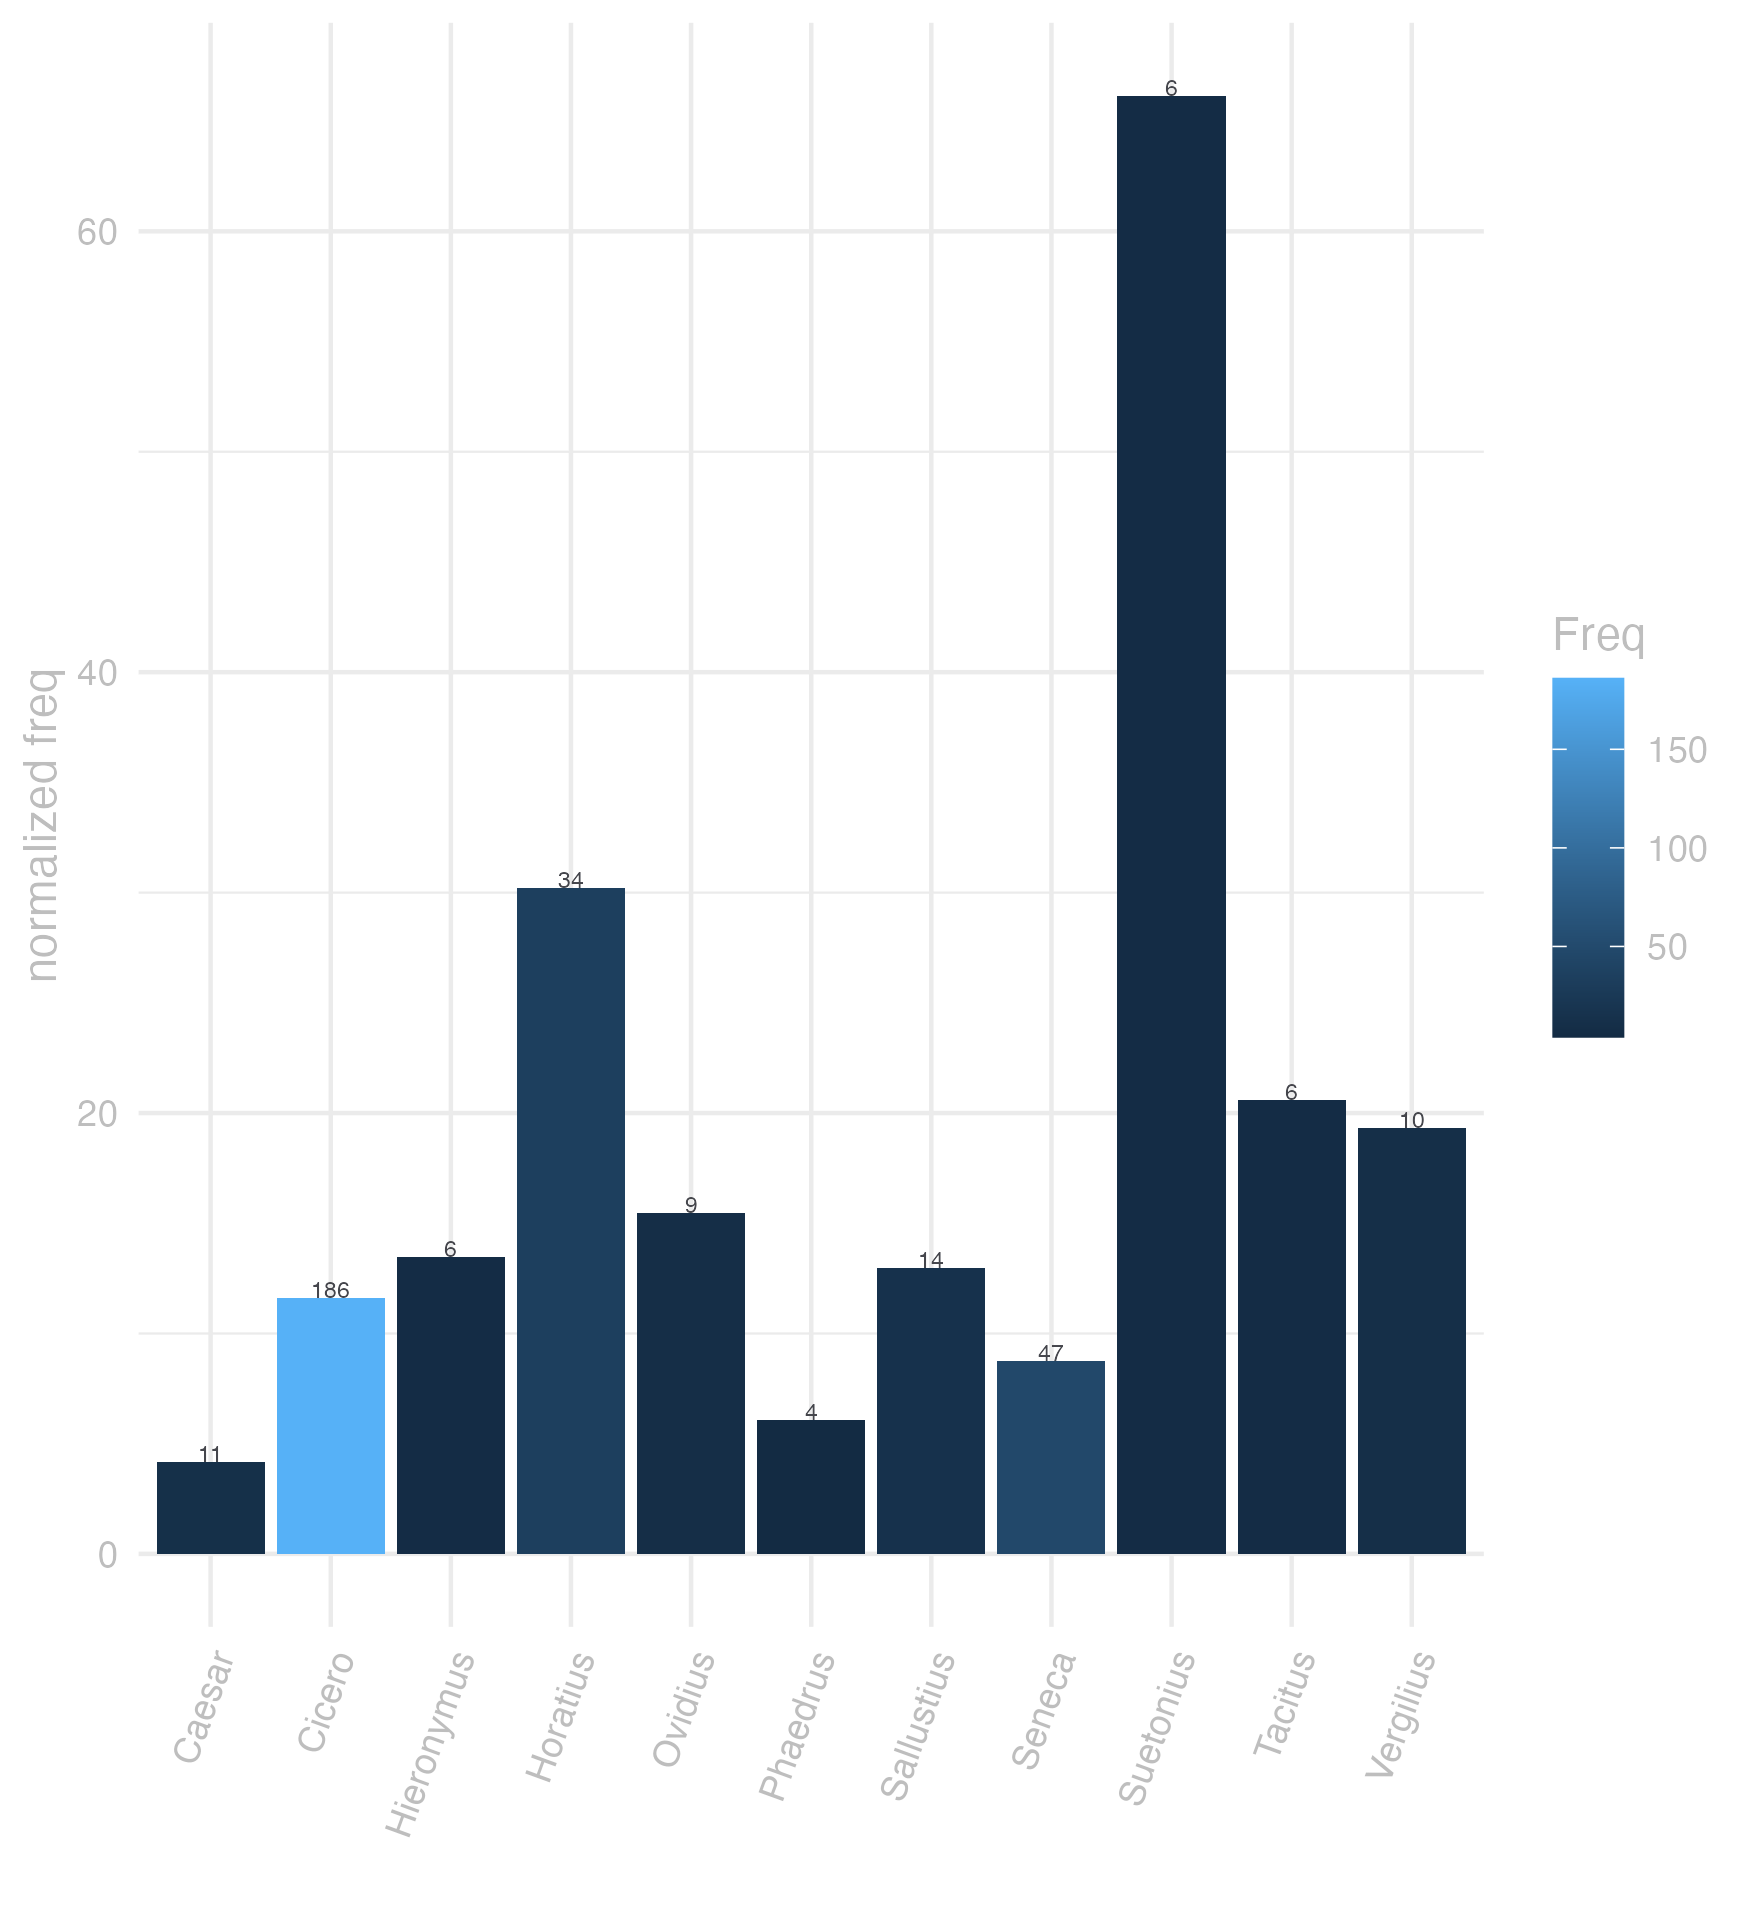 normalized freq
60
40
20
0
11
186
6
34
9
4
14
47
6
6
10
Caesar
Cicero
Hieronymus
Horatius
Ovidius
Phaedrus
Sallustius
Seneca
Suetonius
Tacitus
Vergilius
Freq
150
100
50